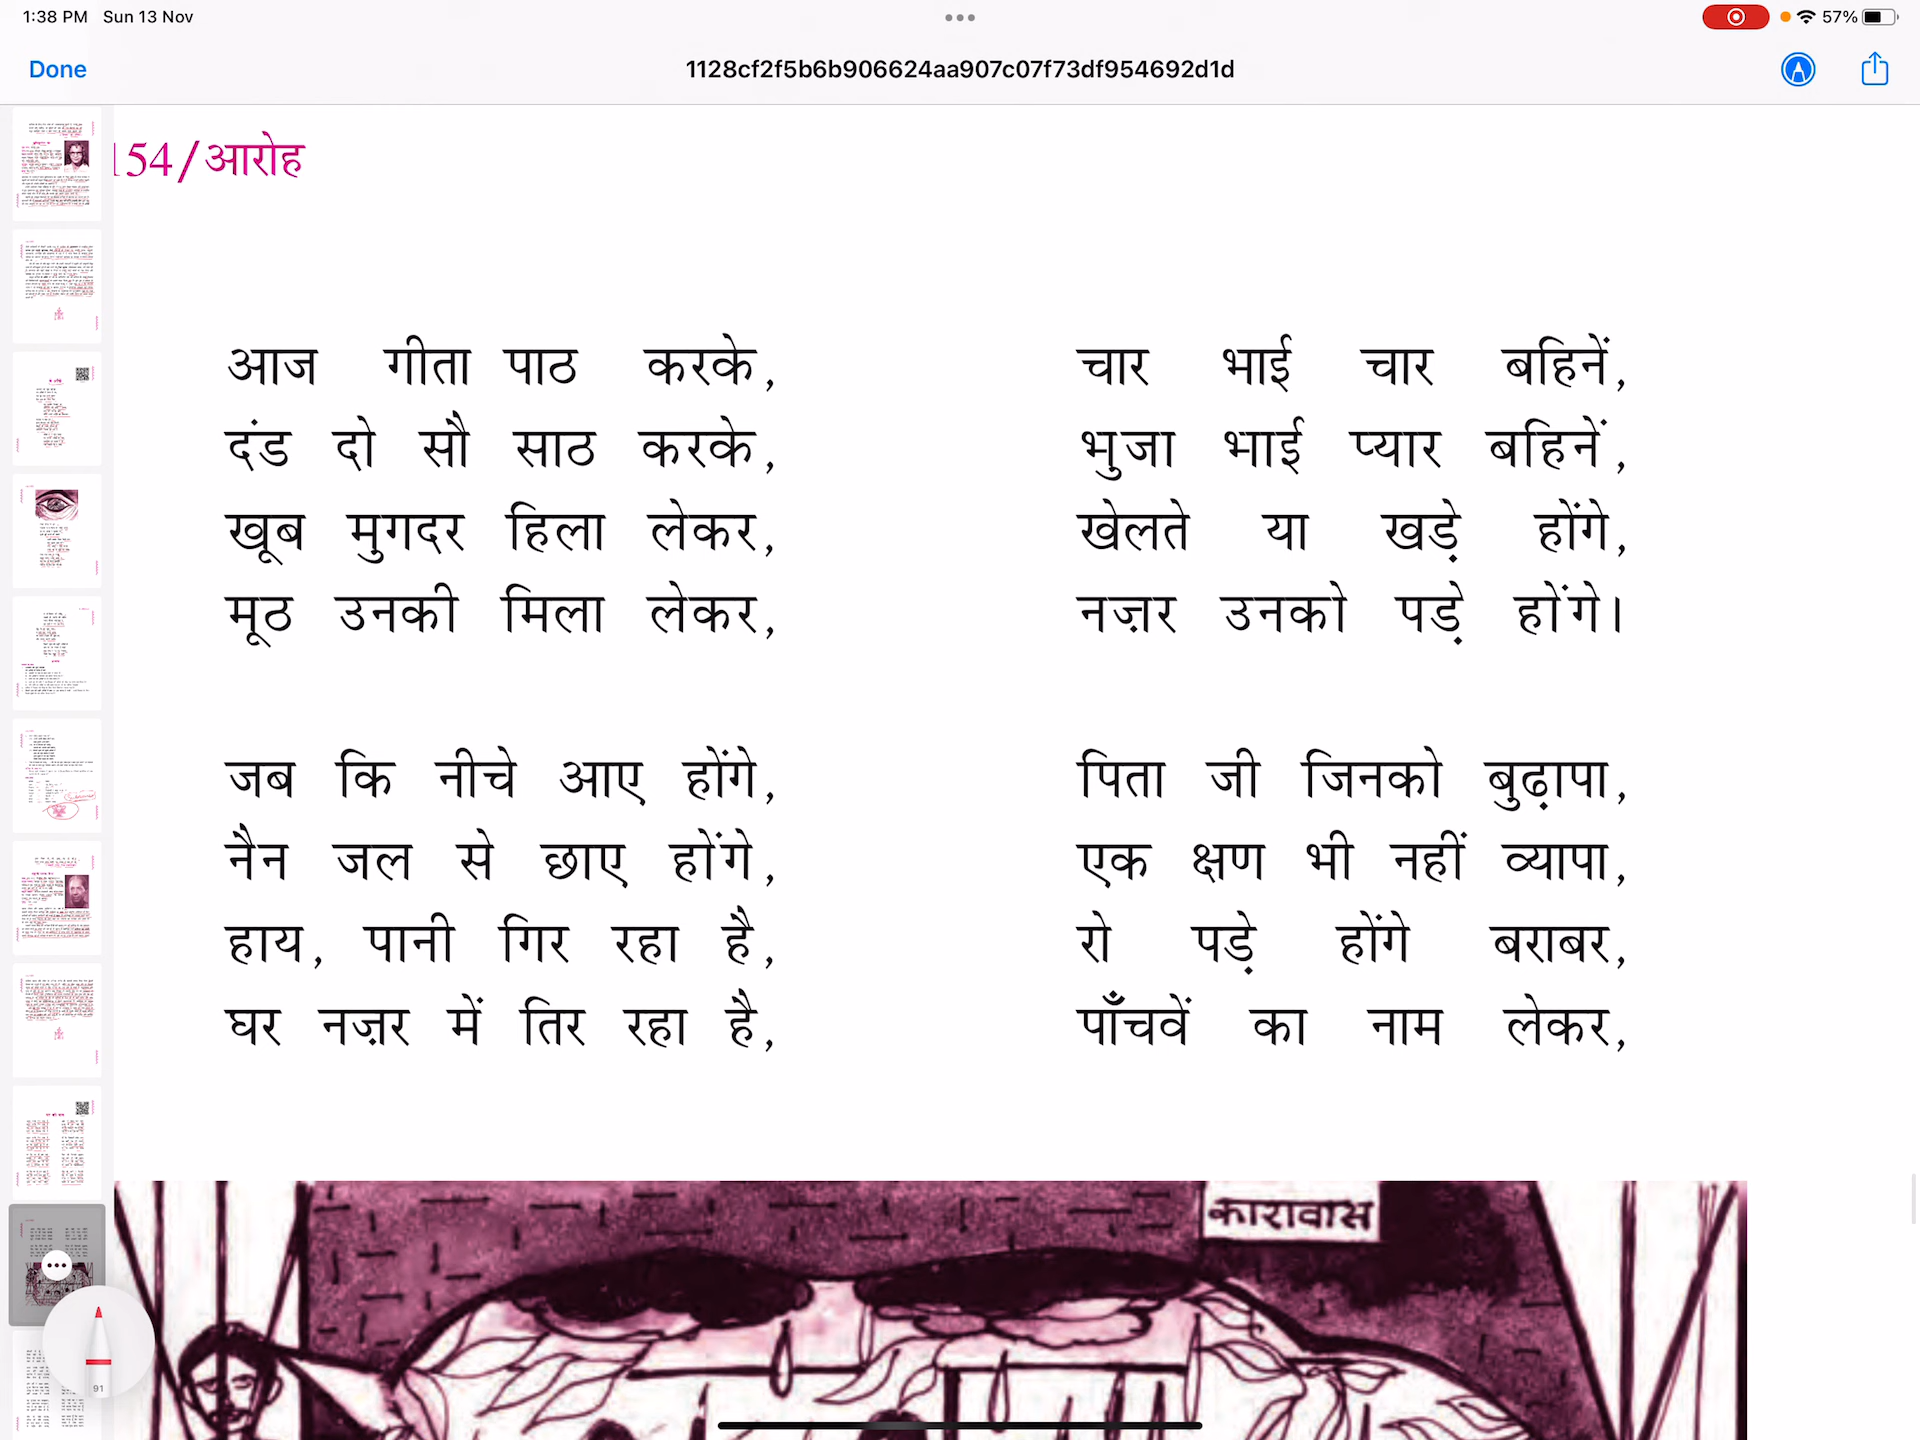 1:38 PM Sun 13 Nov
57%
Done
1128cf2f5b6b906624aa907c07f73df954692d1d
154/आरोह
आज गीता पाठ करके,
दंड दो सौ साठ करके,
खूब मुगदर हिला लेकर,
मूठ उनकी मिला लेकर,
जब कि नीचे आए होंगे,
नैन जल से छाए होंगे,
हाय, पानी गिर रहा है,
घर नज़र में तिर रहा है,
चार भाई चार बहिनें,
भुजा भाई प्यार बहिनें,
खेलते या खड़े होंगे,
नज़र उनको पड़े होंगे।
पिता जी जिनको बुढ़ापा,
एक क्षण भी नहीं व्यापा,
रो पड़े होंगे बराबर,
पाँचवें का नाम लेकर,
कारावास
91